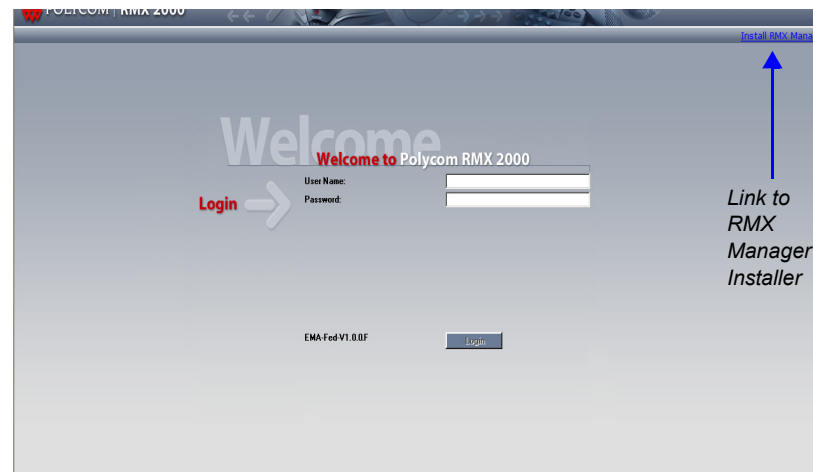 POLYCOM | RMX 2000
Install RMX Mana
Welcome
Welcome to Polycom RMX 2000
User Name:
Login
Password:
Link to
RMX
Manager
Installer
EMA-Fed-V1.0.0.F
Login